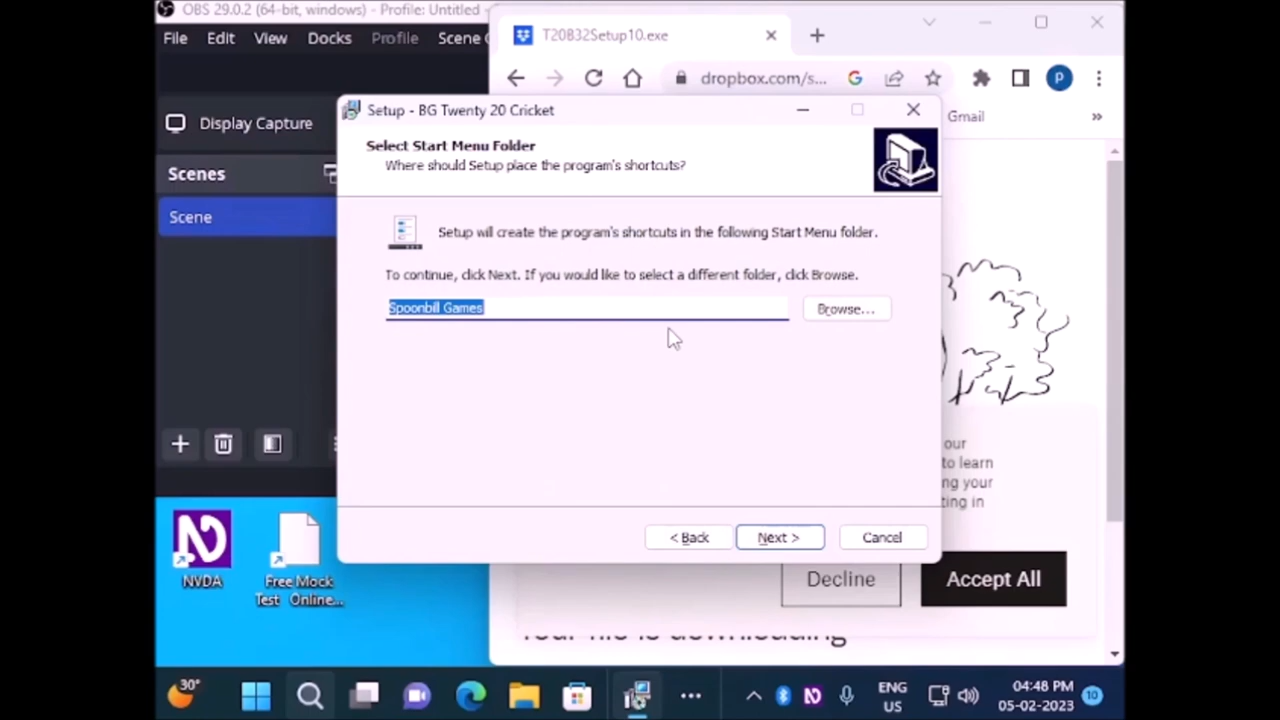 OBS 29.0.2 (64-bit, windows) - Profile: Untitled -
File Edit View Docks Profile Scene C
T20B32Setup10.exe
dropbox.com/s...
Gmail
Display Capture
Scenes
Scene
Setup - BG Twenty 20 Cricket
Select Start Menu Folder
Where should Setup place the program's shortcuts?
Setup will create the program's shortcuts in the following Start Menu folder.
To continue, click Next. If you would like to select a different folder, click Browse.
Spoonbill Games
Browse...
< Back
Next >
Cancel
our
to learn
ng your
ting in
Decline
Accept All
Your file is downloading
NVDA
Free Mock
Test Online...
30°
ENG
US
04:48 PM
05-02-2023
10